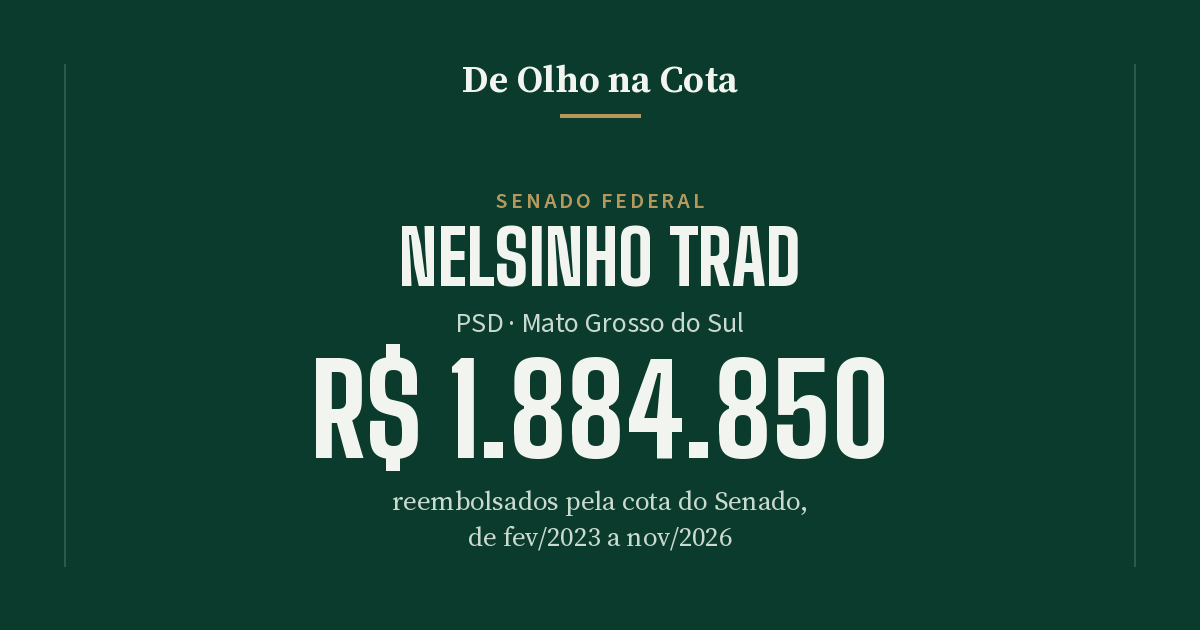 De Olho na Cota
SENADO FEDERAL
NELSINHO TRAD
PSD · Mato Grosso do Sul
R$ 1.884.850
reembolsados pela cota do Senado,
de fev/2023 a nov/2026